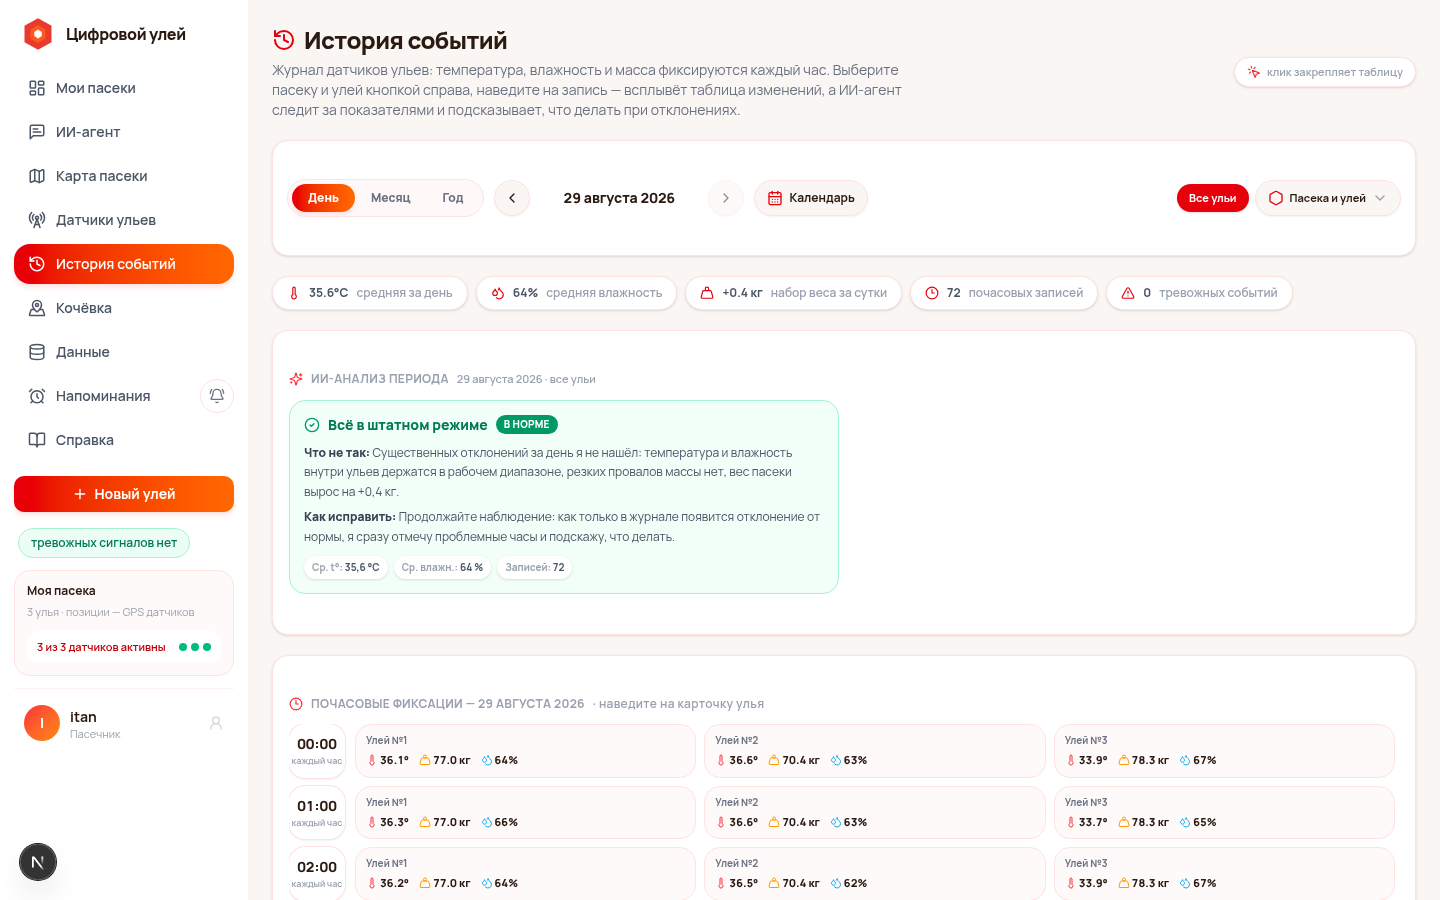 Цифровой улей
Мои пасеки
ИИ-агент
Карта пасеки
Датчики ульев
История событий
Кочёвка
Данные
Напоминания
Справка
+ Новый улей
тревожных сигналов нет
Моя пасека
3 улья · позиции — GPS датчиков
3 из 3 датчиков активны
I
itan
Пасечник
N
История событий
Журнал датчиков ульев: температура, влажность и масса фиксируются каждый час. Выберите
пасеку и улей кнопкой справа, наведите на запись — всплывёт таблица изменений, а ИИ-агент
следит за показателями и подсказывает, что делать при отклонениях.
клик закрепляет таблицу
День Месяц Год 29 августа 2026 Календарь Все ульи Пасека и улей
35.6°C средняя за день 64% средняя влажность +0.4 кг набор веса за сутки 72 почасовых записей 0 тревожных событий
ИИ-АНАЛИЗ ПЕРИОДА 29 августа 2026 · все ульи
Всё в штатном режиме В НОРМЕ
Что не так: Существенных отклонений за день я не нашёл: температура и влажность
внутри ульев держатся в рабочем диапазоне, резких провалов массы нет, вес пасеки
вырос на +0,4 кг.
Как исправить: Продолжайте наблюдение: как только в журнале появится отклонение от
нормы, я сразу отмечу проблемные часы и подскажу, что делать.
Ср. t°: 35,6 °C Ср. влажн.: 64 % Записей: 72
ПОЧАСОВЫЕ ФИКСАЦИИ — 29 АВГУСТА 2026 · наведите на карточку улья
00:00 каждый час
Улей №1 36.1° 77.0 кг 64%
Улей №2 36.6° 70.4 кг 63%
Улей №3 33.9° 78.3 кг 67%
01:00 каждый час
Улей №1 36.3° 77.0 кг 66%
Улей №2 36.6° 70.4 кг 63%
Улей №3 33.7° 78.3 кг 65%
02:00 каждый час
Улей №1 36.2° 77.0 кг 64%
Улей №2 36.5° 70.4 кг 62%
Улей №3 33.9° 78.3 кг 67%